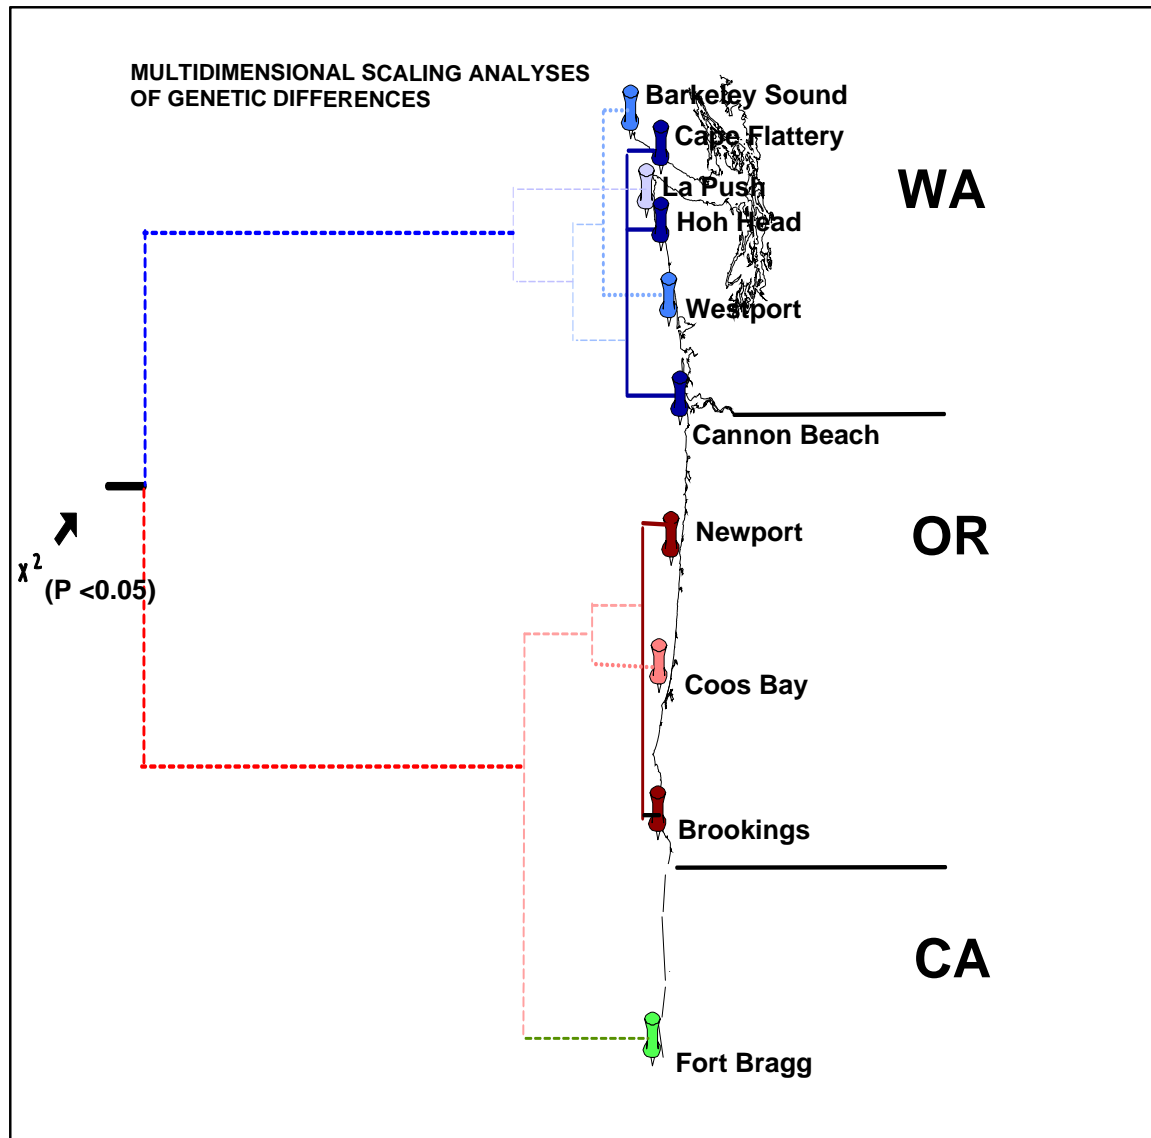 MULTIDIMENSIONAL SCALING ANALYSES
OF GENETIC DIFFERENCES
Barkeley Sound
Cape Flattery
La Push
Hoh Head
Westport
WA
Cannon Beach
Newport
OR
χ²
(P <0.05)
Coos Bay
Brookings
CA
Fort Bragg